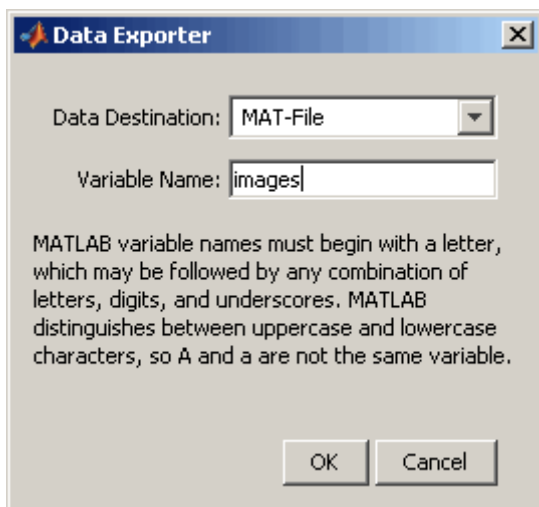 Data Exporter
Data Destination: MAT-File
Variable Name: images
MATLAB variable names must begin with a letter,
which may be followed by any combination of
letters, digits, and underscores. MATLAB
distinguishes between uppercase and lowercase
characters, so A and a are not the same variable.
OK Cancel